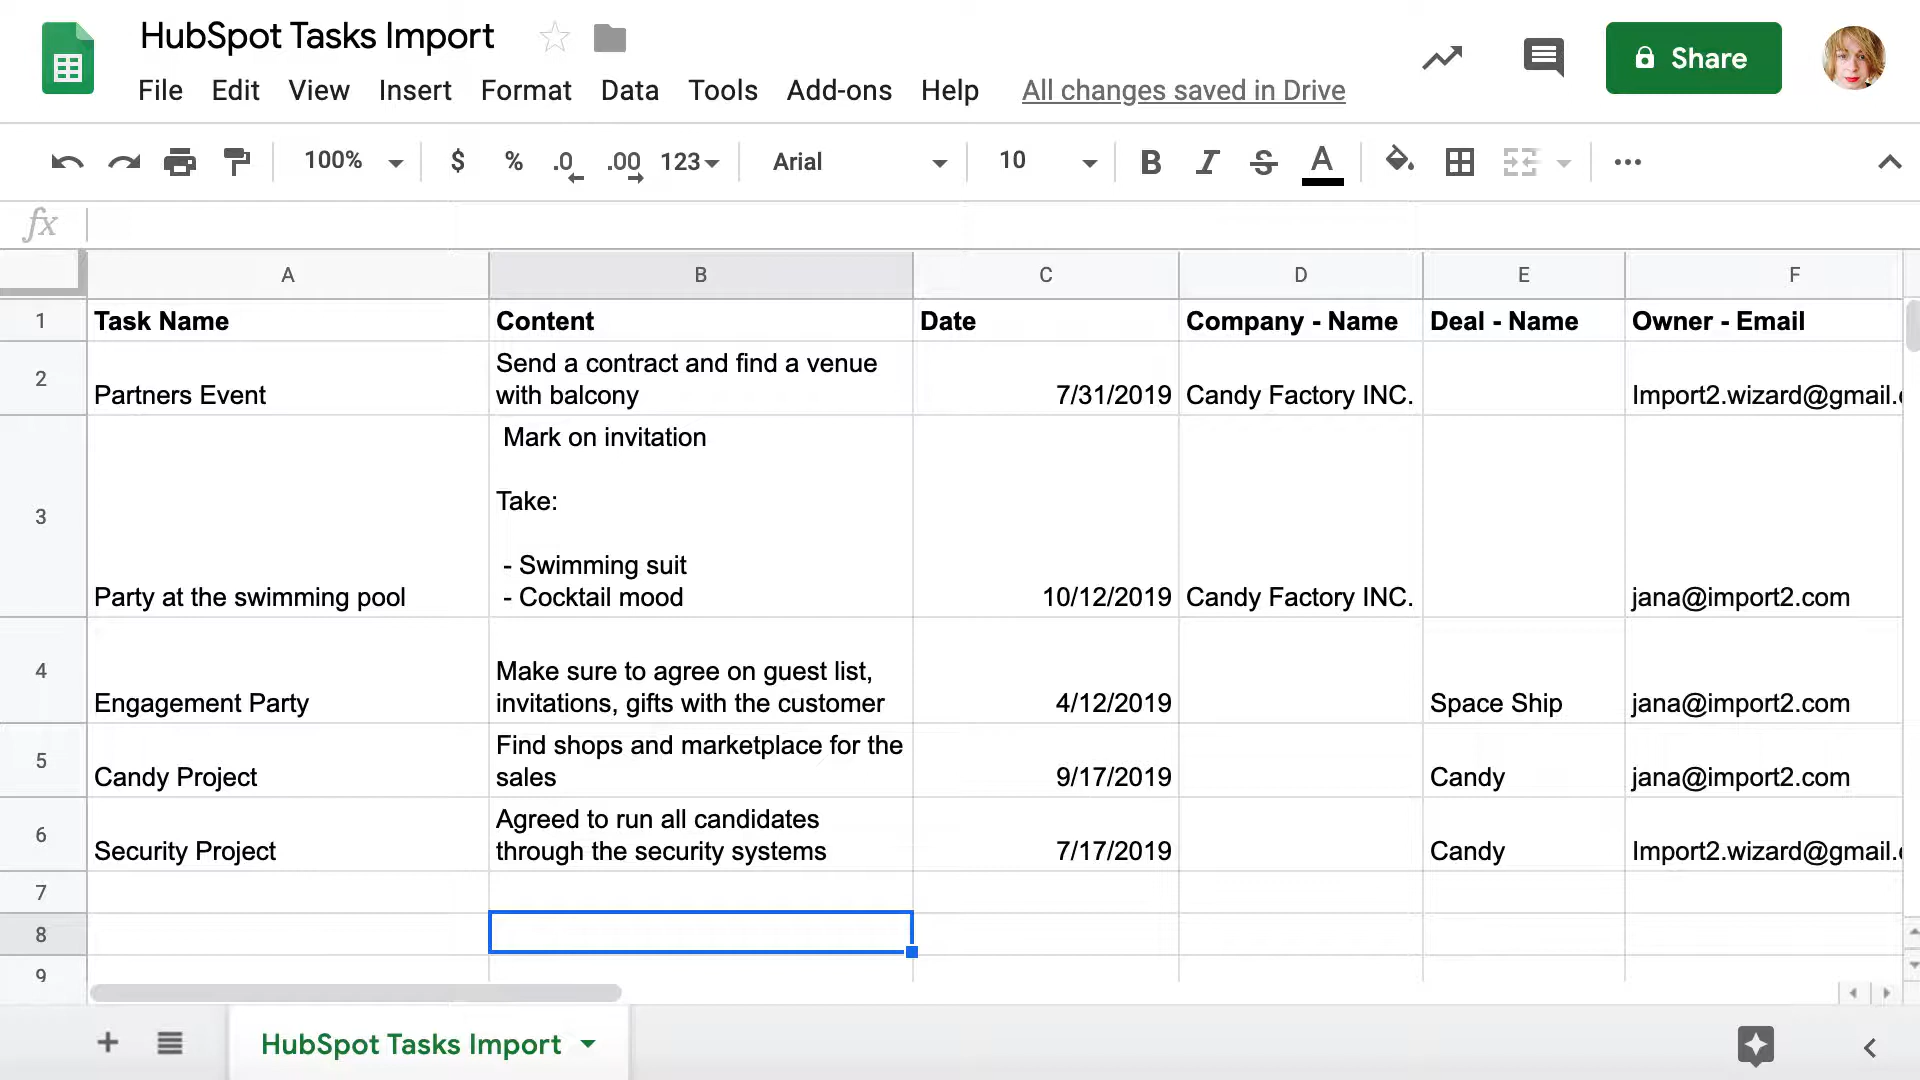 HubSpot Tasks Import
File Edit View Insert Format Data Tools Add-ons Help All changes saved in Drive
Share
100% $ % .0 .00 123 Arial 10 B I S A
fx
A B C D E F
1 Task Name Content Date Company - Name Deal - Name Owner - Email
2 Partners Event Send a contract and find a venue
with balcony 7/31/2019 Candy Factory INC. Import2.wizard@gmail.
3 Party at the swimming pool Mark on invitation
Take:
- Swimming suit
- Cocktail mood 10/12/2019 Candy Factory INC. jana@import2.com
4 Engagement Party Make sure to agree on guest list,
invitations, gifts with the customer 4/12/2019 Space Ship jana@import2.com
5 Candy Project Find shops and marketplace for the
sales 9/17/2019 Candy jana@import2.com
6 Security Project Agreed to run all candidates
through the security systems 7/17/2019 Candy Import2.wizard@gmail.
7
8
9
HubSpot Tasks Import